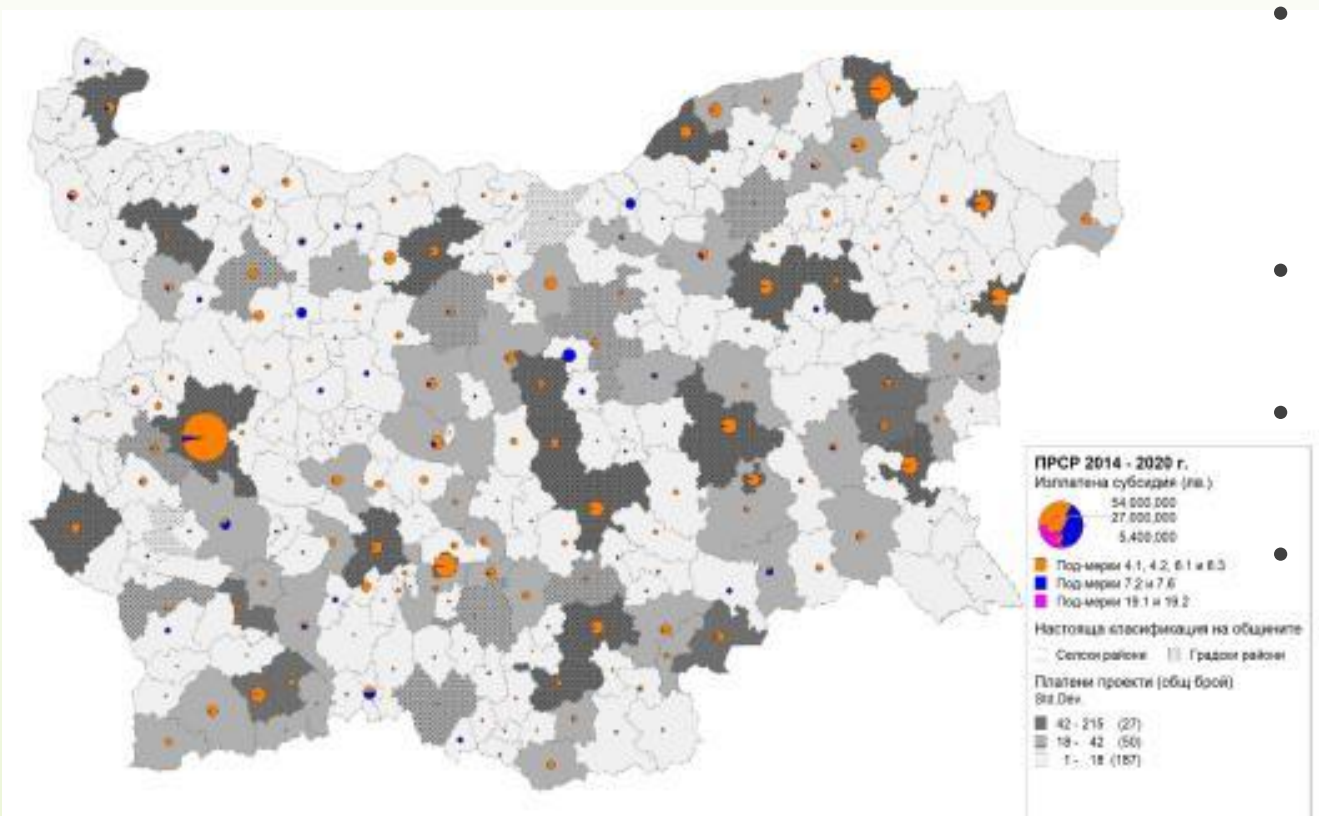 ПРСР 2014 - 2020 г.
Изплатена субсидия (лв.)
54.000.000
27.000.000
5.400.000
Под-мерки 4.1, 4.2, 6.1 и 6.3
Под-мерки 7.2 и 7.6
Под-мерки 19.1 и 19.2
Настояща класификация на общините
Селски райони Градски райони
Платени проекти (общ брой)
Std.Dev.
42 - 215 (27)
18 - 42 (50)
1 - 18 (187)